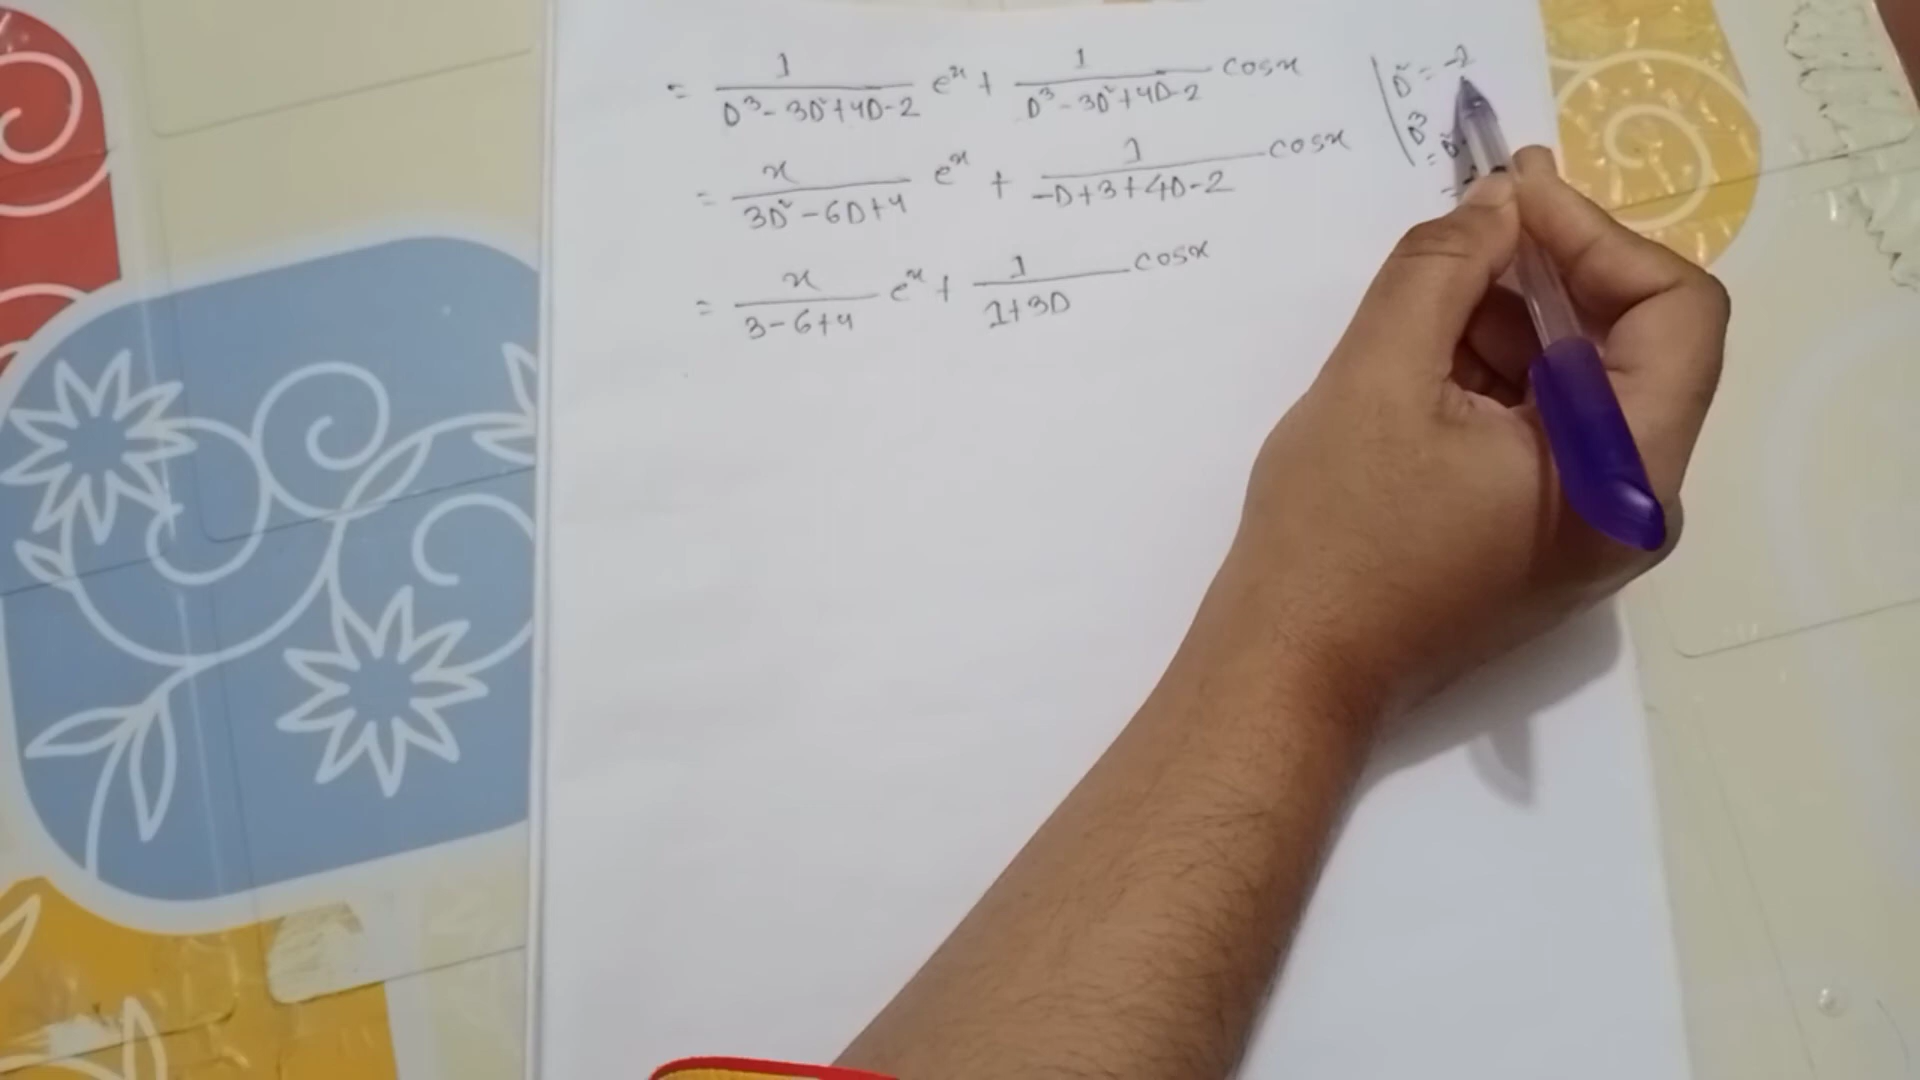 = 1/(D³ - 3D² + 4D - 2) eˣ + 1/(D³ - 3D² + 4D - 2) cosx
= x/(3D² - 6D + 4) eˣ + 1/(-D + 3 + 4D - 2) cosx
= x/(3 - 6 + 4) eˣ + 1/(1 + 3D) cosx
D² = -1
D³
=